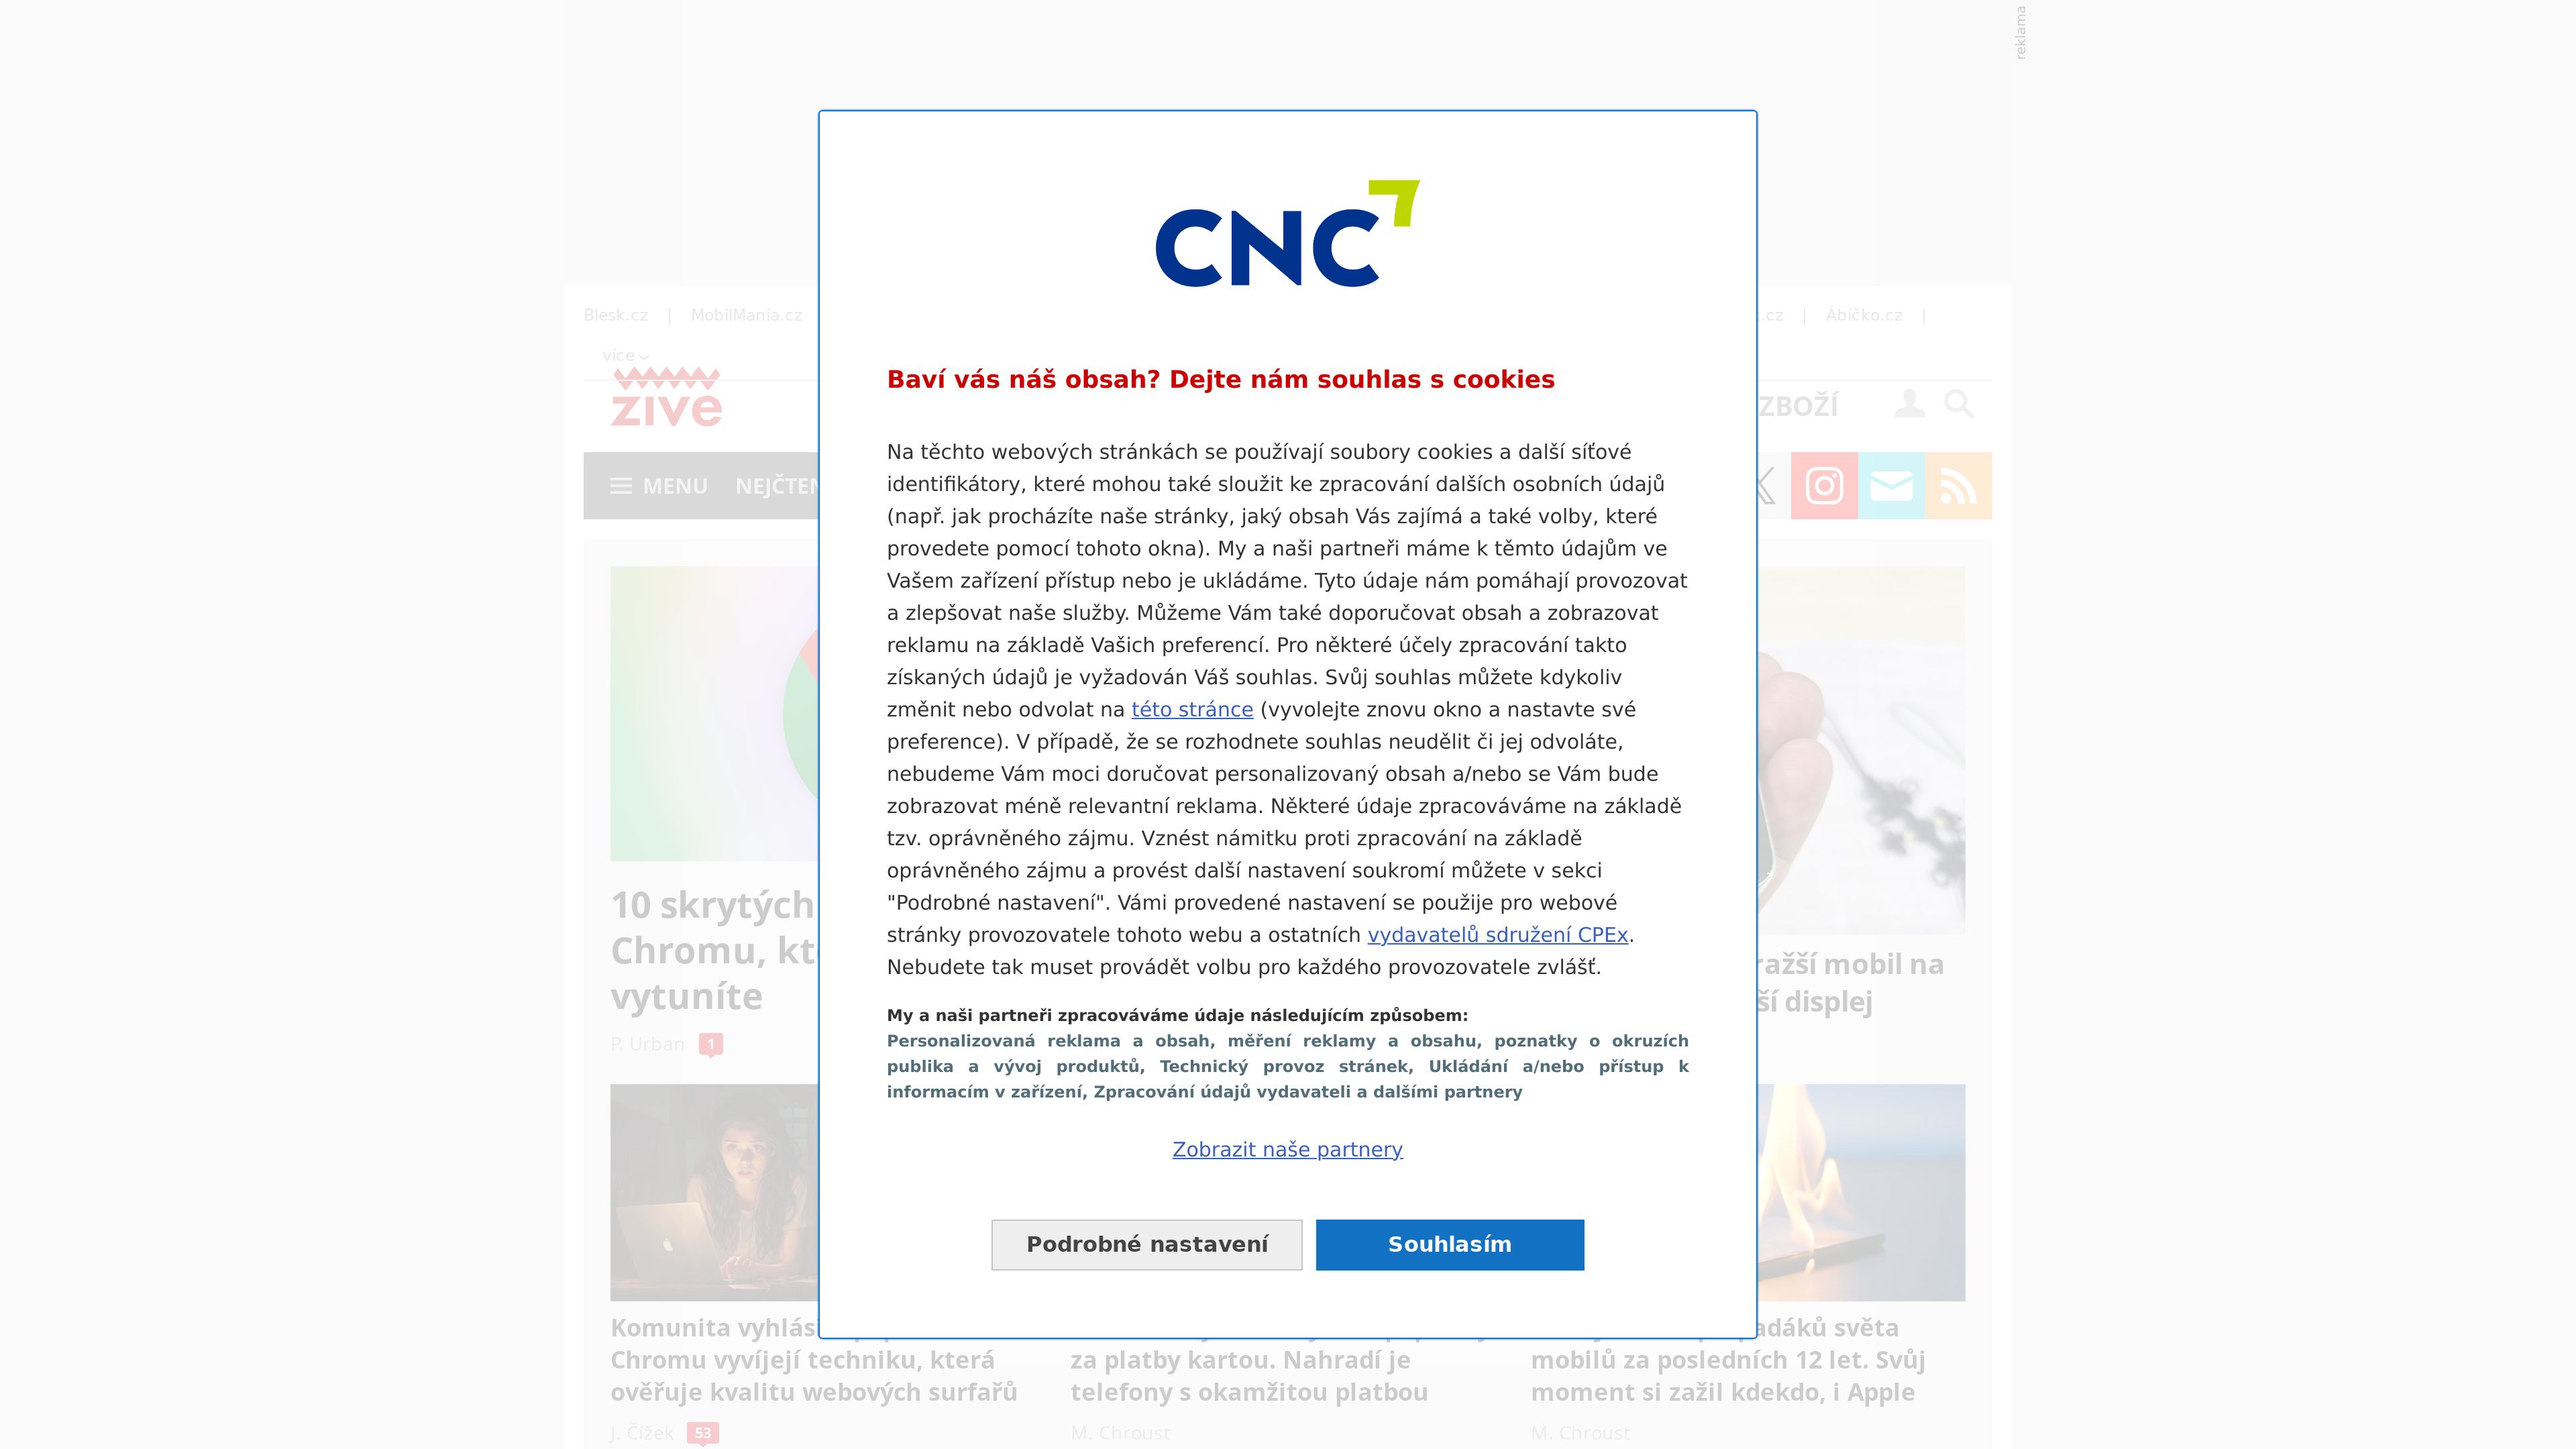 reklama
Blesk.cz | MobilMania.cz
.cz | Ábíčko.cz |
více
živě
ZBOŽÍ
MENU NEJČTEN
CNC
Baví vás náš obsah? Dejte nám souhlas s cookies
Na těchto webových stránkách se používají soubory cookies a další síťové
identifikátory, které mohou také sloužit ke zpracování dalších osobních údajů
(např. jak procházíte naše stránky, jaký obsah Vás zajímá a také volby, které
provedete pomocí tohoto okna). My a naši partneři máme k těmto údajům ve
Vašem zařízení přístup nebo je ukládáme. Tyto údaje nám pomáhají provozovat
a zlepšovat naše služby. Můžeme Vám také doporučovat obsah a zobrazovat
reklamu na základě Vašich preferencí. Pro některé účely zpracování takto
získaných údajů je vyžadován Váš souhlas. Svůj souhlas můžete kdykoliv
změnit nebo odvolat na této stránce (vyvolejte znovu okno a nastavte své
preference). V případě, že se rozhodnete souhlas neudělit či jej odvoláte,
nebudeme Vám moci doručovat personalizovaný obsah a/nebo se Vám bude
zobrazovat méně relevantní reklama. Některé údaje zpracováváme na základě
tzv. oprávněného zájmu. Vznést námitku proti zpracování na základě
oprávněného zájmu a provést další nastavení soukromí můžete v sekci
"Podrobné nastavení". Vámi provedené nastavení se použije pro webové
stránky provozovatele tohoto webu a ostatních vydavatelů sdružení CPEx.
Nebudete tak muset provádět volbu pro každého provozovatele zvlášť.
My a naši partneři zpracováváme údaje následujícím způsobem:
Personalizovaná reklama a obsah, měření reklamy a obsahu, poznatky o okruzích
publika a vývoj produktů, Technický provoz stránek, Ukládání a/nebo přístup k
informacím v zařízení, Zpracování údajů vydavateli a dalšími partnery
Zobrazit naše partnery
Podrobné nastavení
Souhlasím
10 skrytých
Chromu, kt
vytuníte
P. Urban 1
ražší mobil na
ší displej
Komunita vyhlás
Chromu vyvíjejí techniku, která
ověřuje kvalitu webových surfařů
J. Čížek 53
za platby kartou. Nahradí je
telefony s okamžitou platbou
M. Chroust
adáků světa
mobilů za posledních 12 let. Svůj
moment si zažil kdekdo, i Apple
M. Chroust